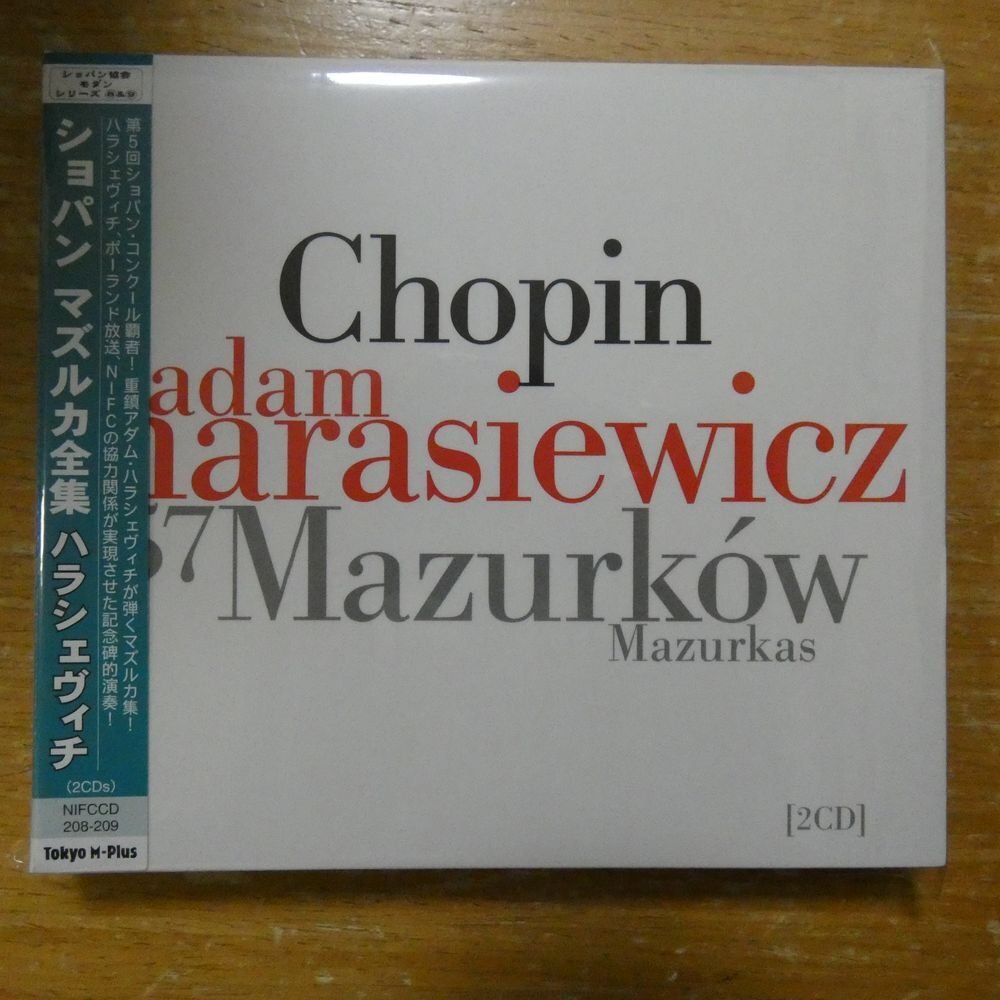 ショパン協会
モダン
シリーズ 8&9
ショパン マズルカ全集 ハラシェヴィチ
第5回ショパン・コンクール覇者！ 重鎮アダム・ハラシェヴィチが弾くマズルカ集！
ハラシェヴィチ、ポーランド放送、NIFCの協力関係が実現させた記念碑的演奏！
(2CDs)
NIFCCD
208-209
Tokyo M-Plus
Chopin
adam
harasiewicz
57 Mazurków
Mazurkas
[2CD]